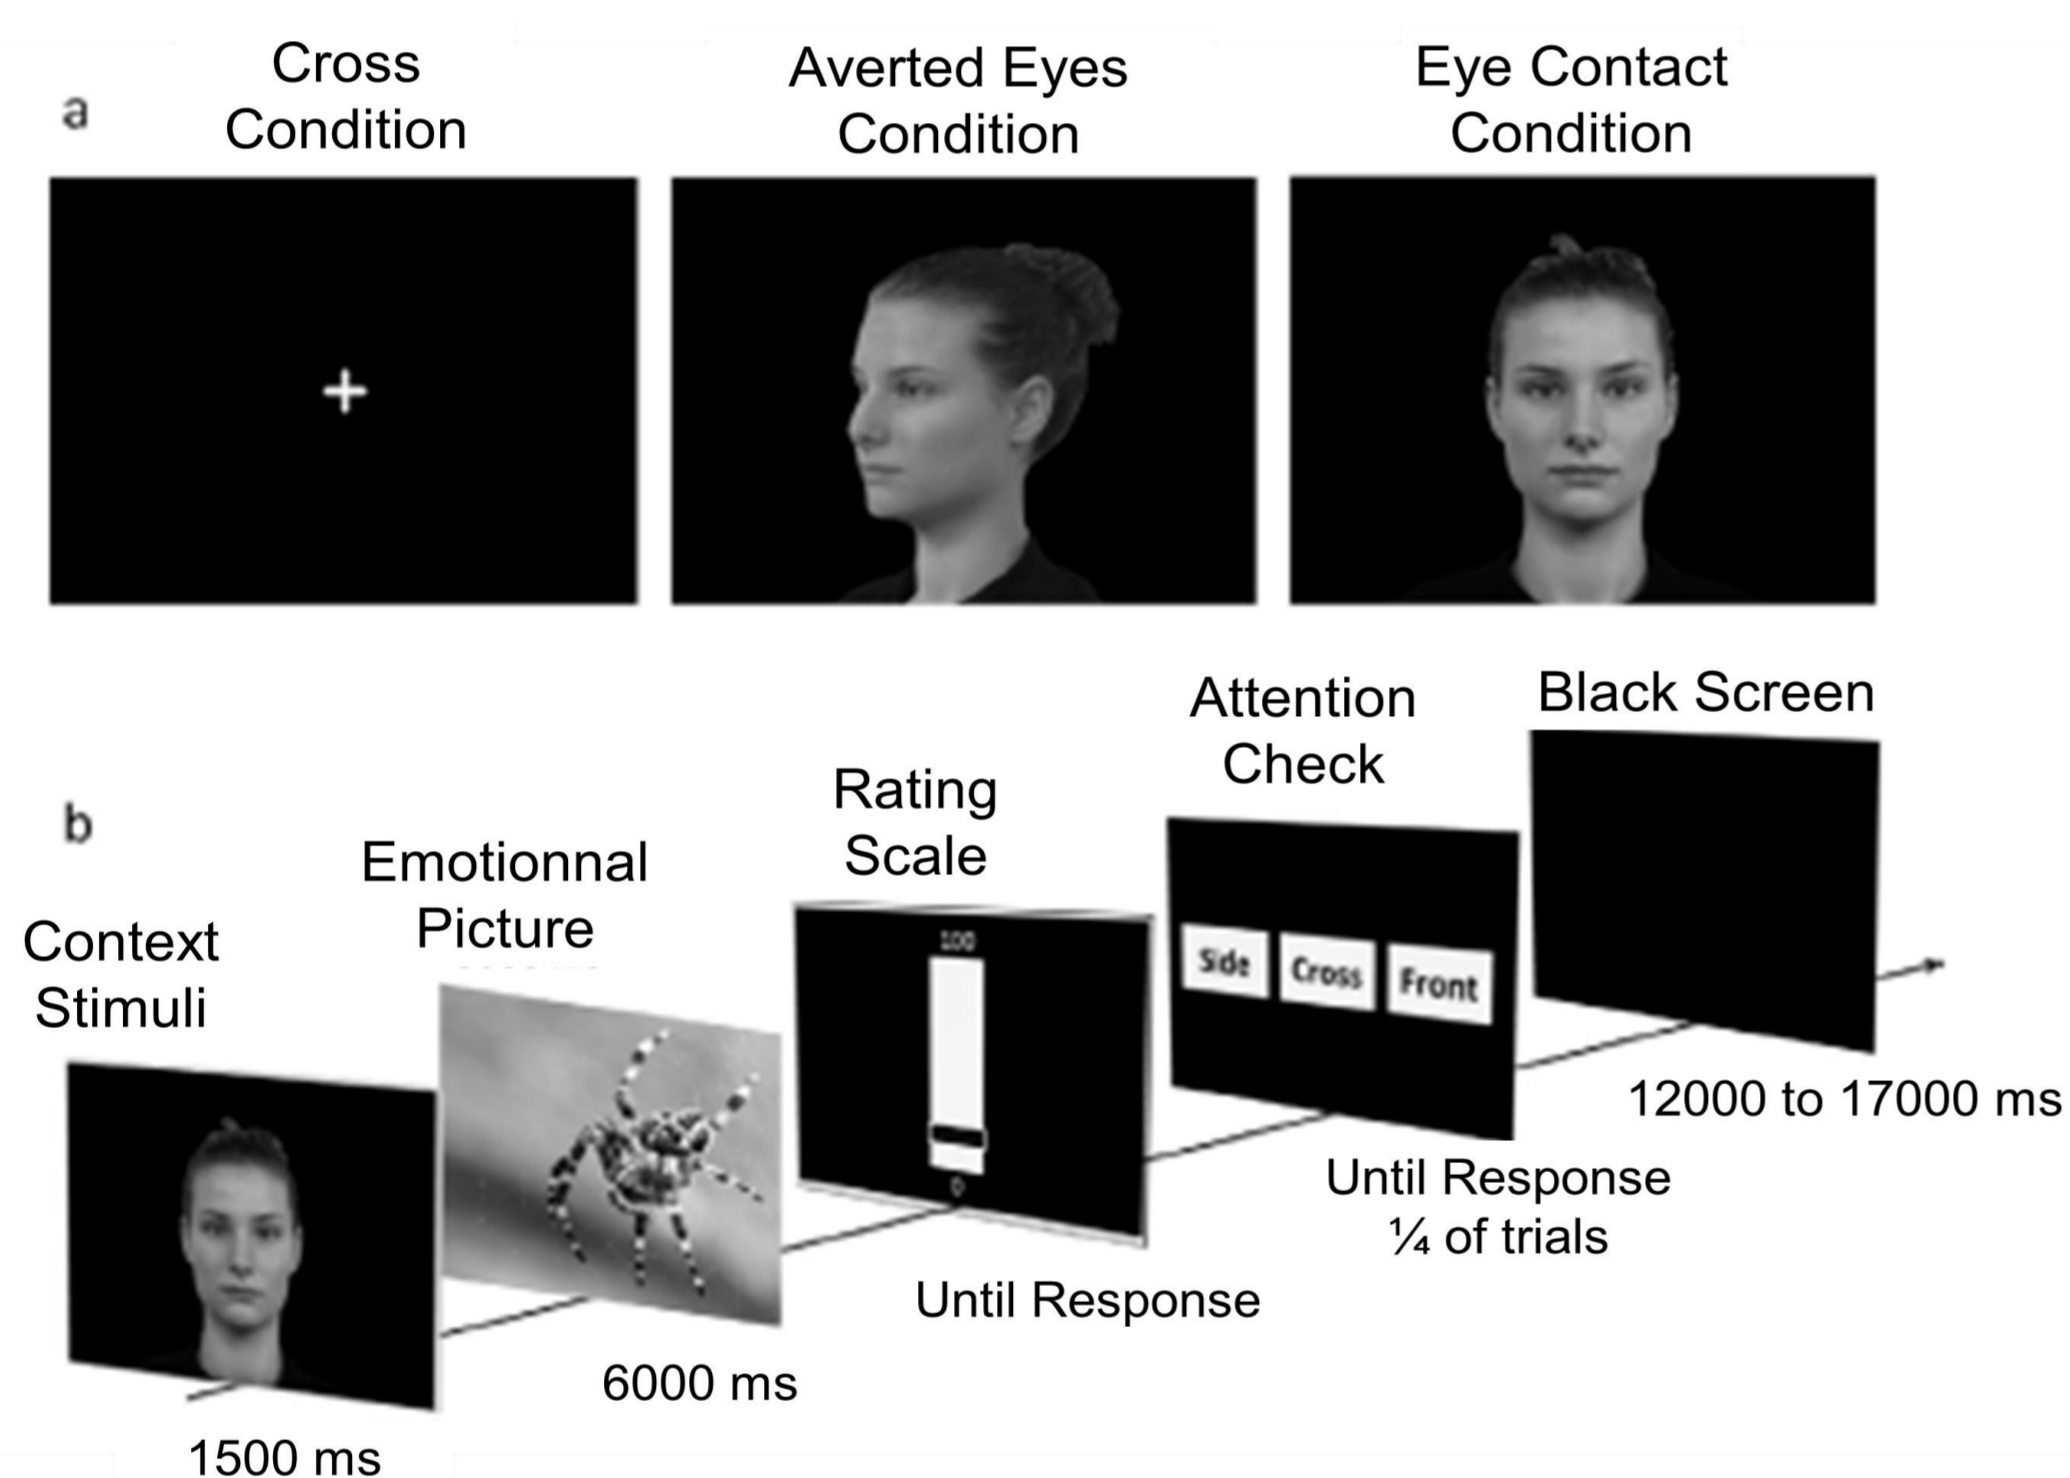 a
Cross
Condition
Averted Eyes
Condition
Eye Contact
Condition
+
b
Context
Stimuli
1500 ms
Emotionnal
Picture
6000 ms
Rating
Scale
100
0
Until Response
Attention
Check
Side
Cross
Front
Until Response
¼ of trials
Black Screen
12000 to 17000 ms